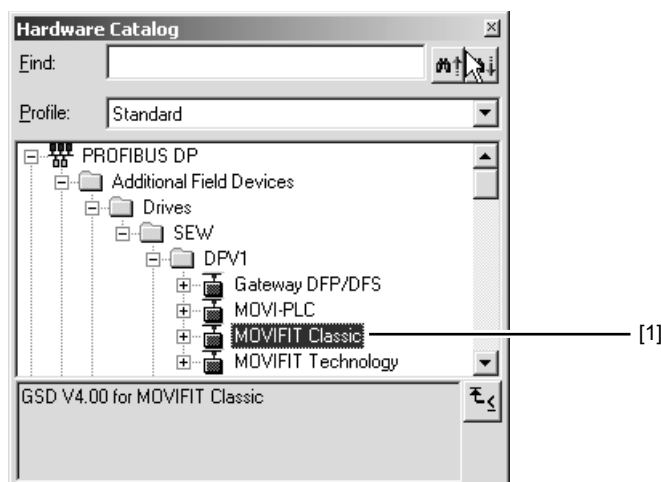 Hardware Catalog
Find:
Profile: Standard
PROFIBUS DP
Additional Field Devices
Drives
SEW
DPV1
Gateway DFP/DFS
MOVI-PLC
MOVIFIT Classic [1]
MOVIFIT Technology
GSD V4.00 for MOVIFIT Classic